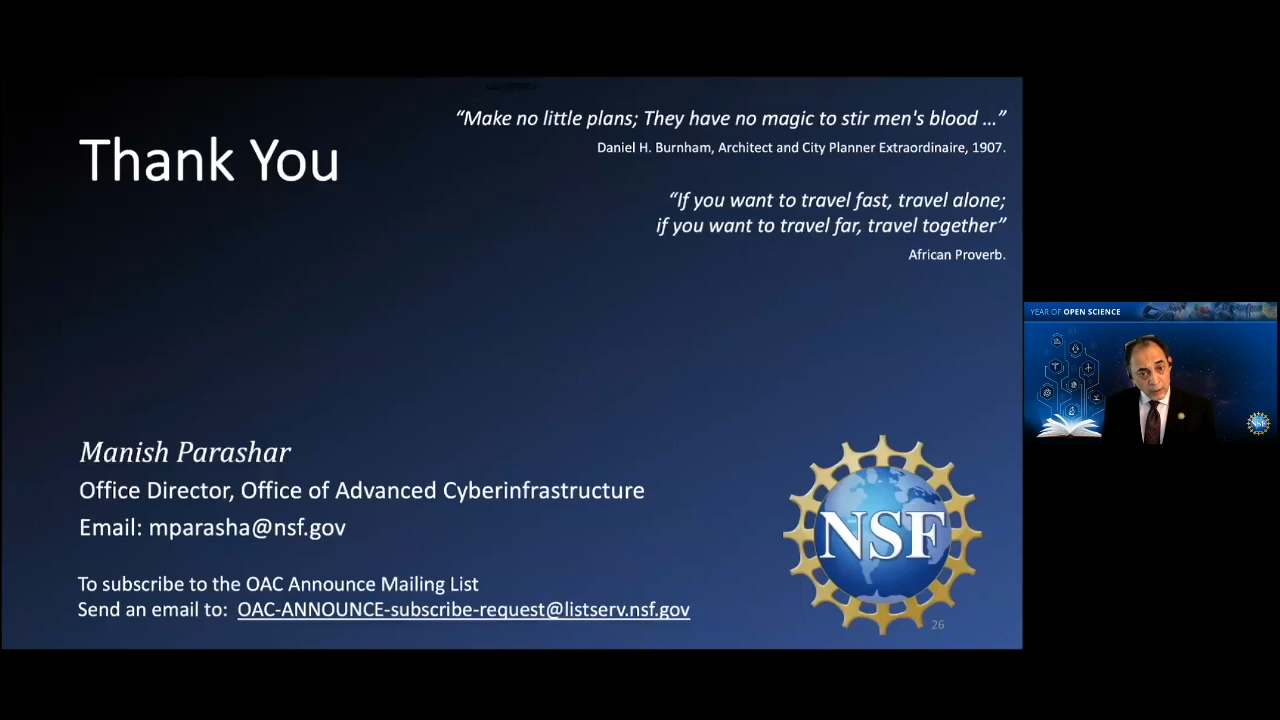 Thank You
“Make no little plans; They have no magic to stir men's blood ...”
Daniel H. Burnham, Architect and City Planner Extraordinaire, 1907.
“If you want to travel fast, travel alone;
if you want to travel far, travel together”
African Proverb.
YEAR OF OPEN SCIENCE
NSF
Manish Parashar
Office Director, Office of Advanced Cyberinfrastructure
Email: mparasha@nsf.gov
To subscribe to the OAC Announce Mailing List
Send an email to: OAC-ANNOUNCE-subscribe-request@listserv.nsf.gov
NSF
26